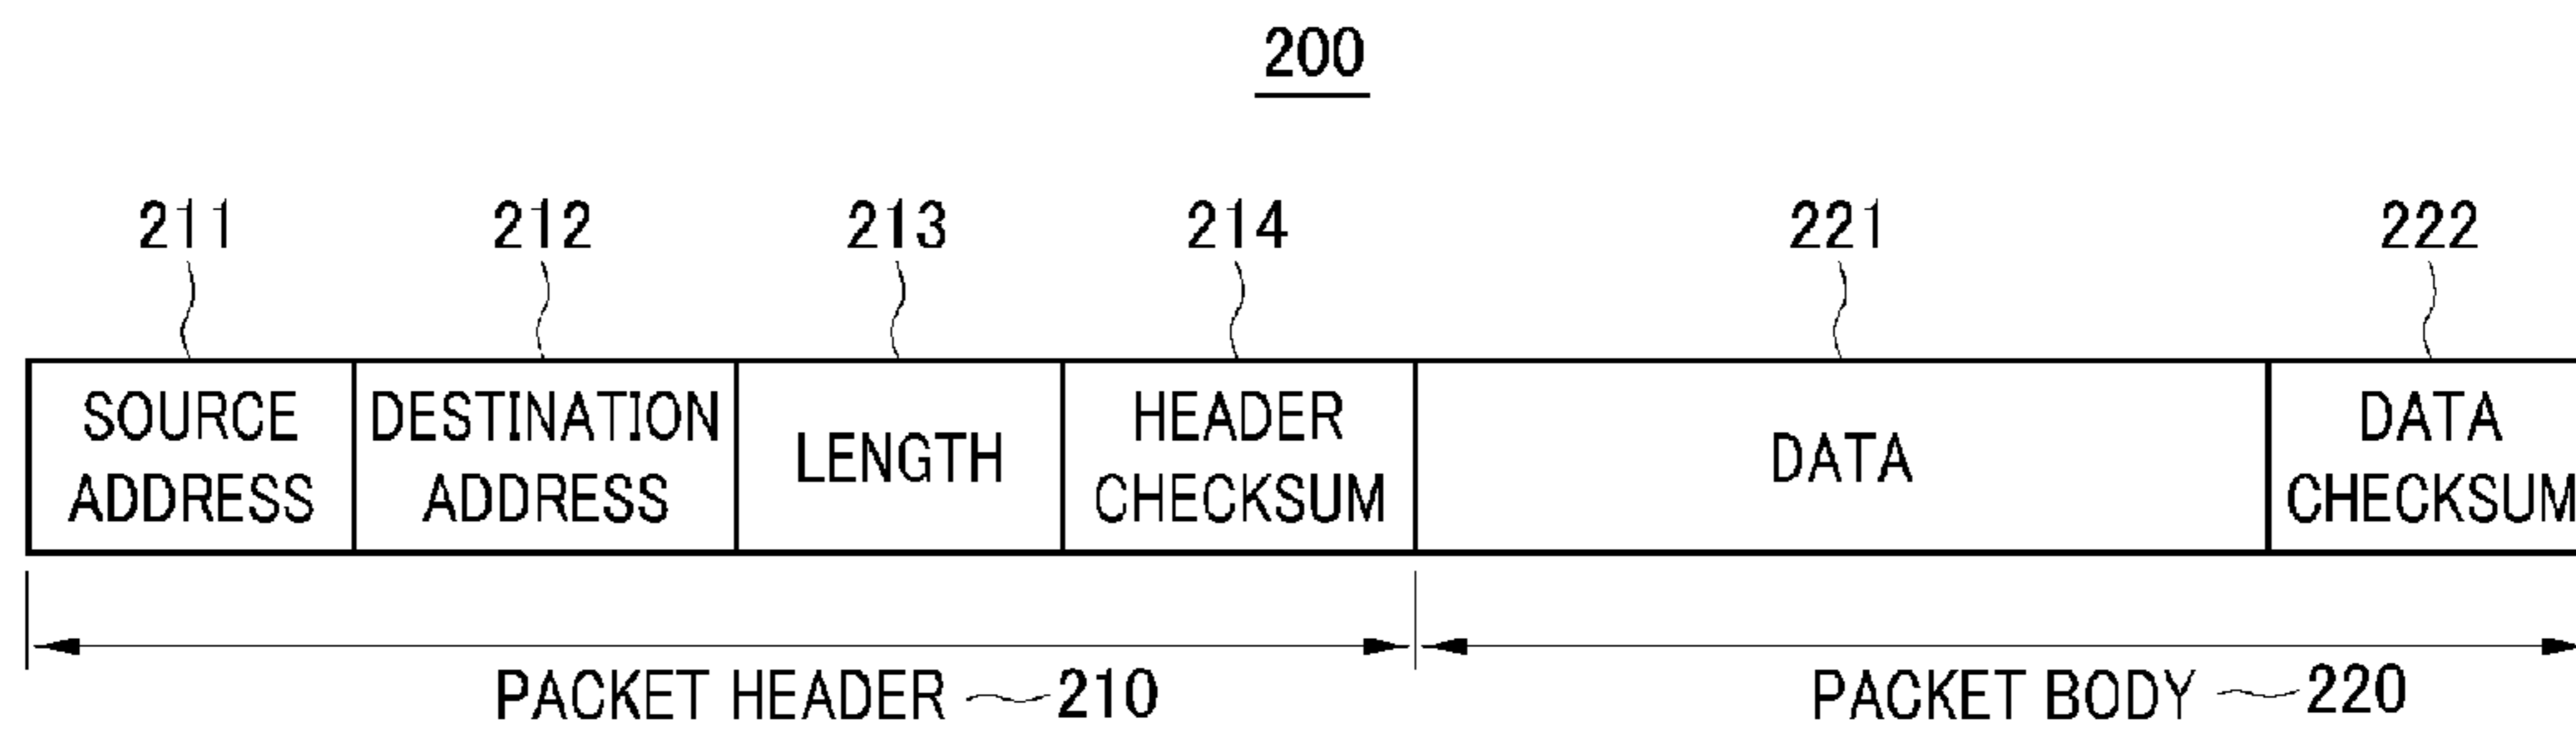 200
211 212 213 214 221 222
SOURCE ADDRESS
DESTINATION ADDRESS
LENGTH
HEADER CHECKSUM
DATA
DATA CHECKSUM
PACKET HEADER 210
PACKET BODY 220